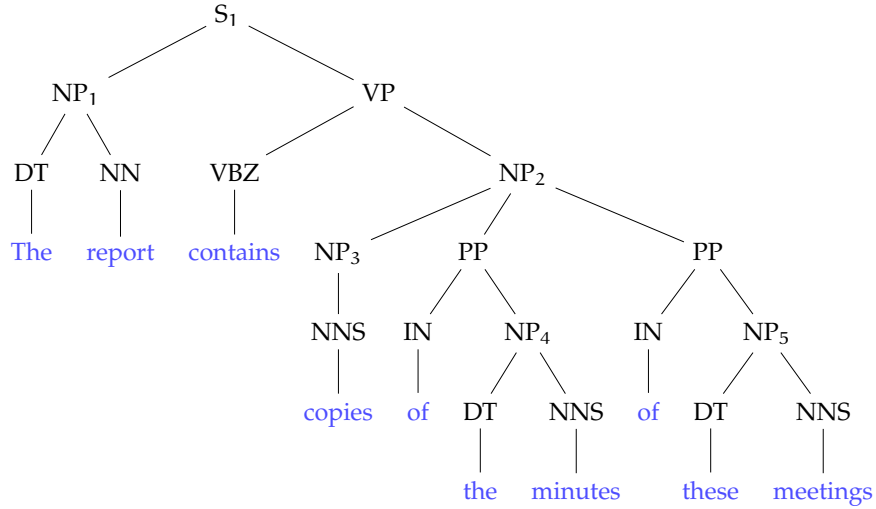 S₁
NP₁ VP
DT NN VBZ NP₂
The report contains NP₃ PP PP
NNS IN NP₄ IN NP₅
copies of DT NNS of DT NNS
the minutes these meetings